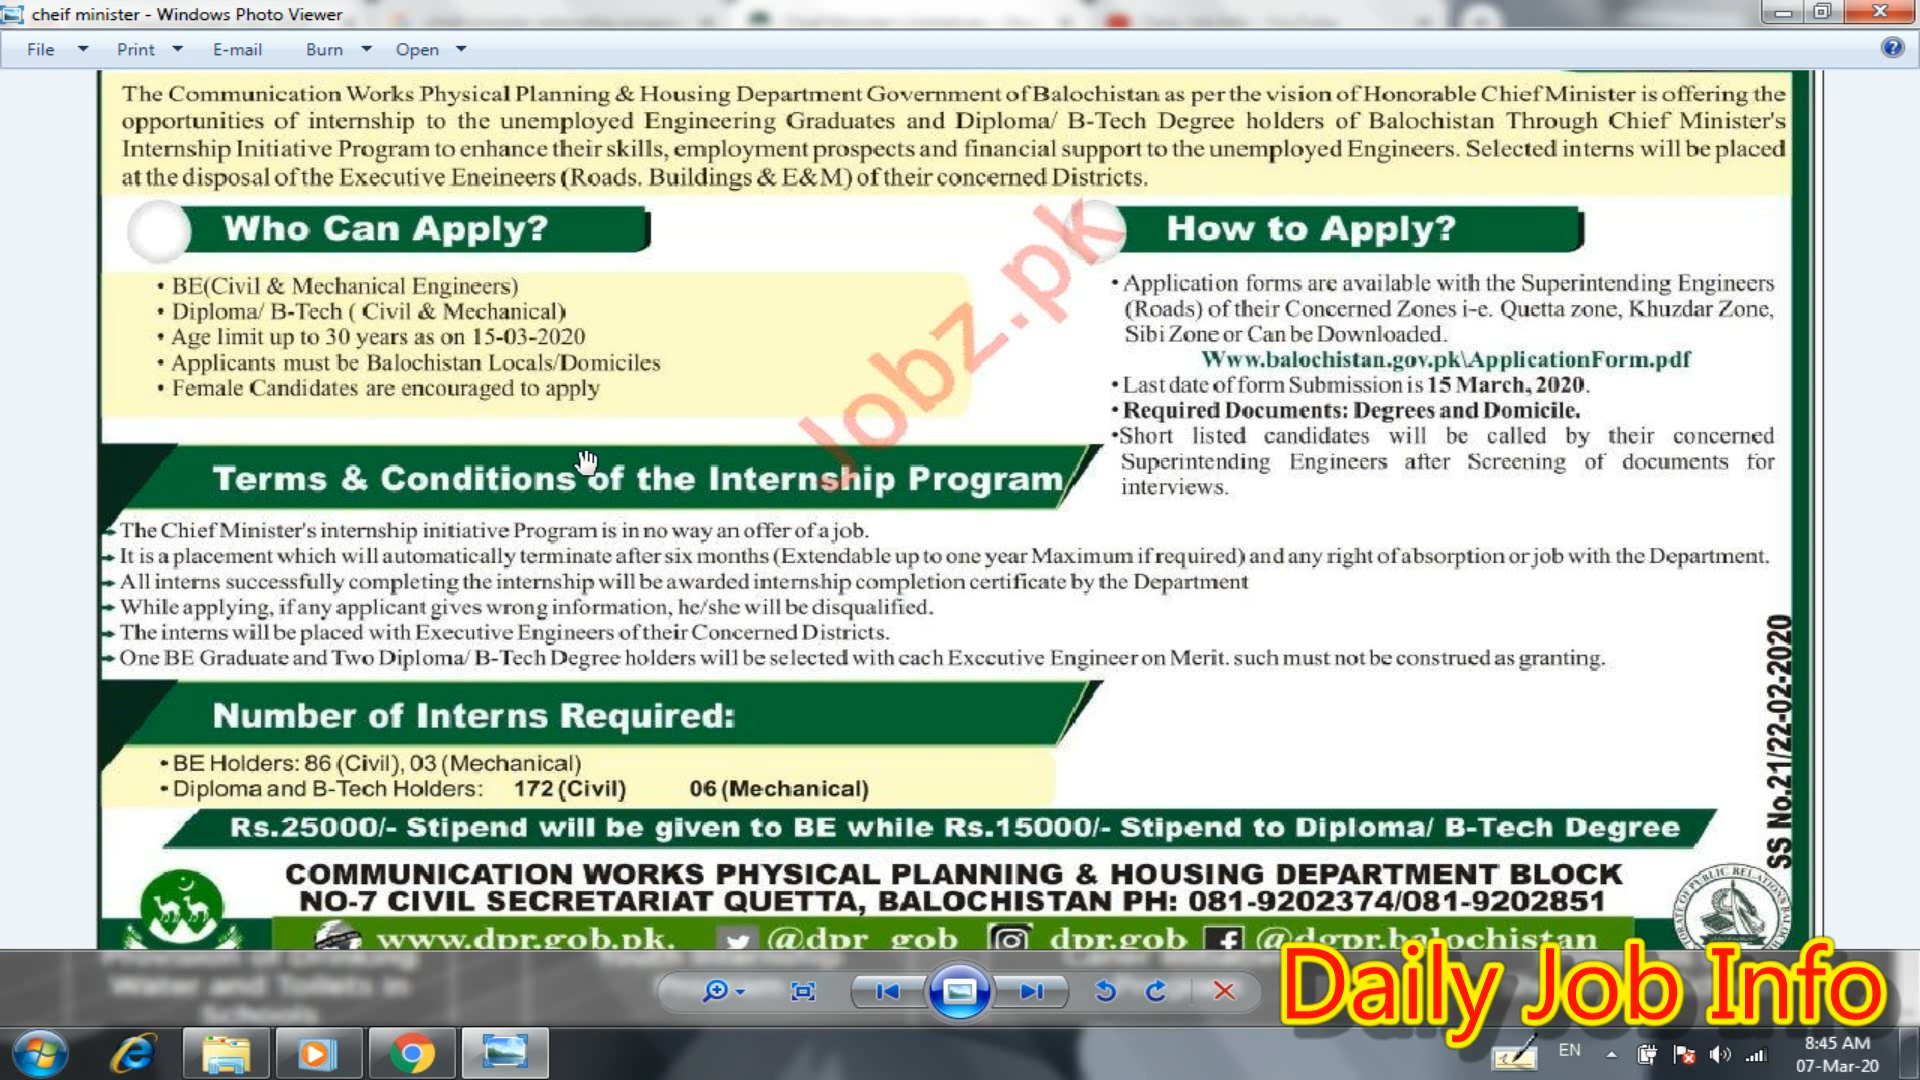 cheif minister - Windows Photo Viewer
File Print E-mail Burn Open
The Communication Works Physical Planning & Housing Department Government of Balochistan as per the vision of Honorable Chief Minister is offering the
opportunities of internship to the unemployed Engineering Graduates and Diploma/ B-Tech Degree holders of Balochistan Through Chief Minister's
Internship Initiative Program to enhance their skills, employment prospects and financial support to the unemployed Engineers. Selected interns will be placed
at the disposal of the Executive Eneineers (Roads. Buildings & E&M) of their concerned Districts.
Who Can Apply?
• BE(Civil & Mechanical Engineers)
• Diploma/ B-Tech ( Civil & Mechanical)
• Age limit up to 30 years as on 15-03-2020
• Applicants must be Balochistan Locals/Domiciles
• Female Candidates are encouraged to apply
How to Apply?
• Application forms are available with the Superintending Engineers
(Roads) of their Concerned Zones i-e. Quetta zone, Khuzdar Zone,
Sibi Zone or Can be Downloaded.
Www.balochistan.gov.pk\ApplicationForm.pdf
• Last date of form Submission is 15 March, 2020.
• Required Documents: Degrees and Domicile.
•Short listed candidates will be called by their concerned
Superintending Engineers after Screening of documents for
interviews.
Jobz.pk
Terms & Conditions of the Internship Program
The Chief Minister's internship initiative Program is in no way an offer of a job.
It is a placement which will automatically terminate after six months (Extendable up to one year Maximum if required) and any right of absorption or job with the Department.
All interns successfully completing the internship will be awarded internship completion certificate by the Department
While applying, if any applicant gives wrong information, he/she will be disqualified.
The interns will be placed with Executive Engineers of their Concerned Districts.
One BE Graduate and Two Diploma/ B-Tech Degree holders will be selected with each Executive Engineer on Merit. such must not be construed as granting.
Number of Interns Required:
• BE Holders: 86 (Civil), 03 (Mechanical)
• Diploma and B-Tech Holders: 172 (Civil) 06 (Mechanical)
SS No.21/22-02-2020
Rs.25000/- Stipend will be given to BE while Rs.15000/- Stipend to Diploma/ B-Tech Degree
COMMUNICATION WORKS PHYSICAL PLANNING & HOUSING DEPARTMENT BLOCK
NO-7 CIVIL SECRETARIAT QUETTA, BALOCHISTAN PH: 081-9202374/081-9202851
www.dpr.gob.pk. @dpr_gob dpr.gob @dgpr.balochistan
Water and Toilets in
Schools
Daily Job Info
EN
8:45 AM
07-Mar-20